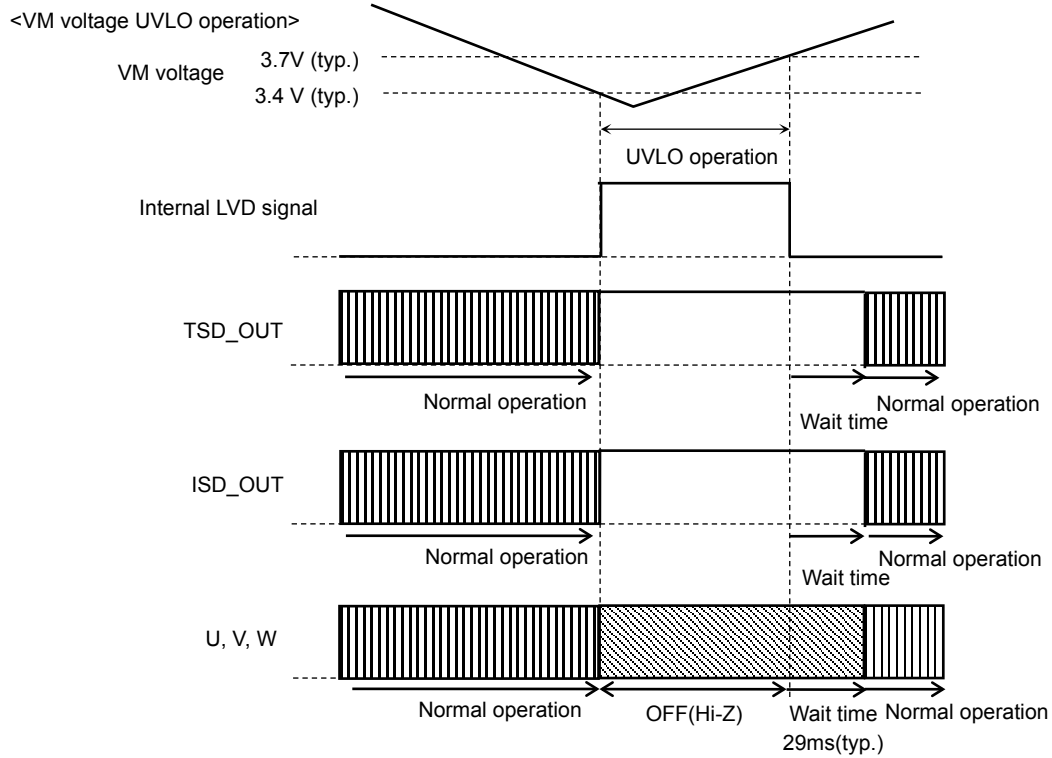 <VM voltage UVLO operation>
3.7V (typ.)
VM voltage
3.4 V (typ.)
UVLO operation
Internal LVD signal
TSD_OUT
Normal operation
Normal operation
Wait time
ISD_OUT
Normal operation
Normal operation
Wait time
U, V, W
Normal operation
OFF(Hi-Z)
Wait time
Normal operation
29ms(typ.)